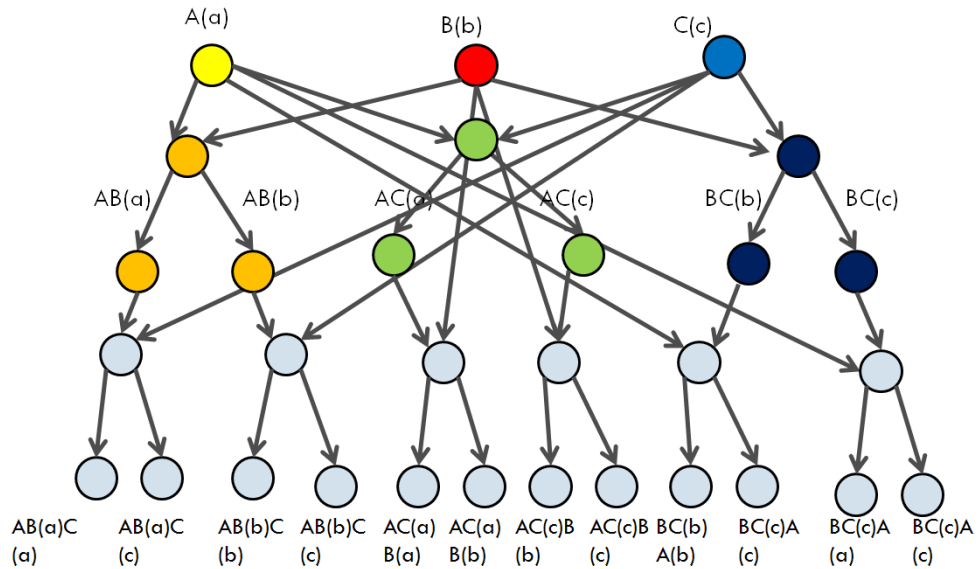 A(a)
B(b)
C(c)
AB(a)
AB(b)
AC(a)
AC(c)
BC(b)
BC(c)
AB(a)C
(a)
AB(a)C
(c)
AB(b)C
(b)
AB(b)C
(c)
AC(a)
B(a)
AC(a)
B(b)
AC(c)B
(b)
AC(c)B
(c)
BC(b)
A(b)
BC(c)A
(c)
BC(c)A
(a)
BC(c)A
(c)